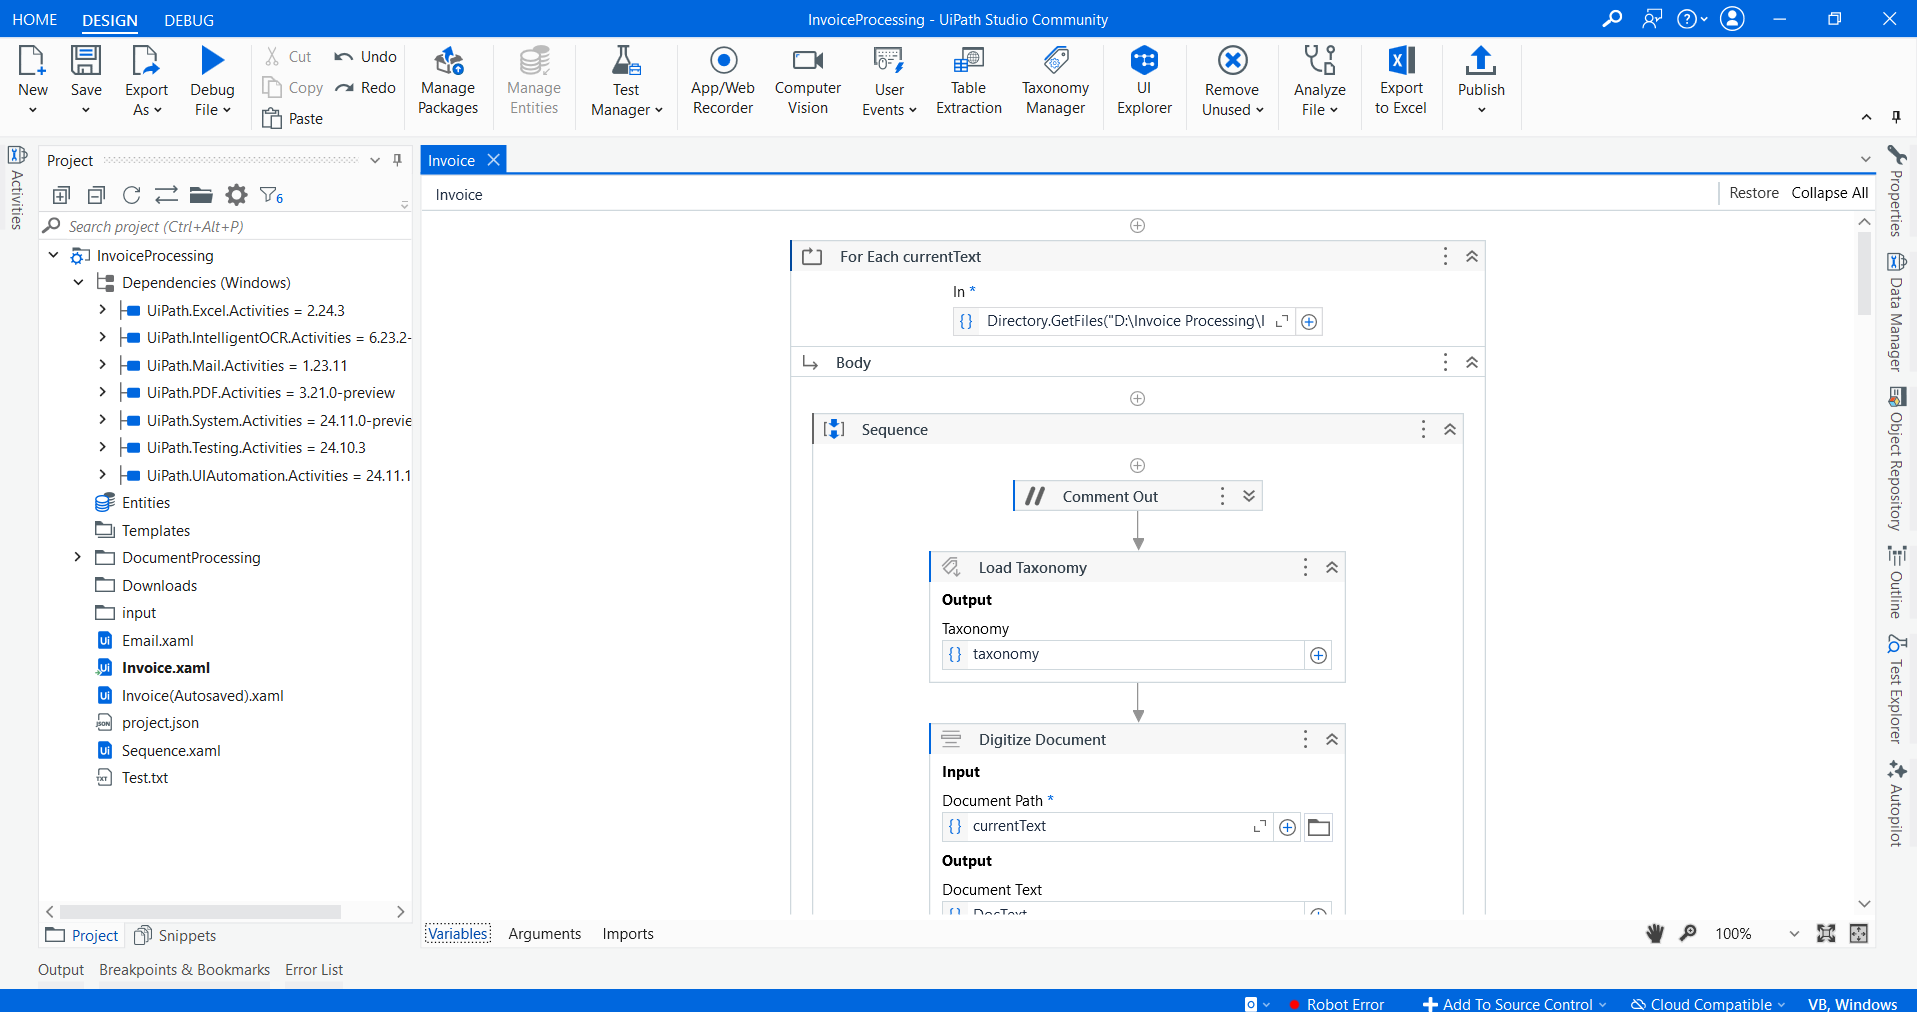 HOME DESIGN DEBUG InvoiceProcessing - UiPath Studio Community
New Save Export As Debug File
Cut Copy Paste Undo Redo
Manage Packages
Manage Entities
Test Manager
App/Web Recorder
Computer Vision
User Events
Table Extraction
Taxonomy Manager
UI Explorer
Remove Unused
Analyze File
Export to Excel
Publish
Activities
Project
6
Search project (Ctrl+Alt+P)
InvoiceProcessing
Dependencies (Windows)
UiPath.Excel.Activities = 2.24.3
UiPath.IntelligentOCR.Activities = 6.23.2-
UiPath.Mail.Activities = 1.23.11
UiPath.PDF.Activities = 3.21.0-preview
UiPath.System.Activities = 24.11.0-previe
UiPath.Testing.Activities = 24.10.3
UiPath.UIAutomation.Activities = 24.11.1
Entities
Templates
DocumentProcessing
Downloads
input
Email.xaml
Invoice.xaml
Invoice(Autosaved).xaml
project.json
Sequence.xaml
Test.txt
Project Snippets
Invoice
Invoice
Restore Collapse All
For Each currentText
In *
Directory.GetFiles("D:\Invoice Processing\I
Body
Sequence
Comment Out
Load Taxonomy
Output
Taxonomy
taxonomy
Digitize Document
Input
Document Path *
currentText
Output
Document Text
DocText
Variables Arguments Imports
100%
Properties
Data Manager
Object Repository
Outline
Test Explorer
Autopilot
Output Breakpoints & Bookmarks Error List
Robot Error Add To Source Control Cloud Compatible VB, Windows